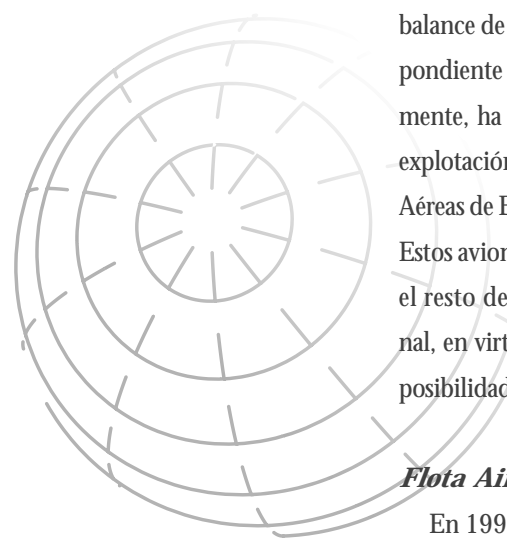 balance de
pondiente
mente, ha
explotación
Aéreas de
Estos avion
el resto de
nal, en virt
posibilidad
Flota Ai
En 199